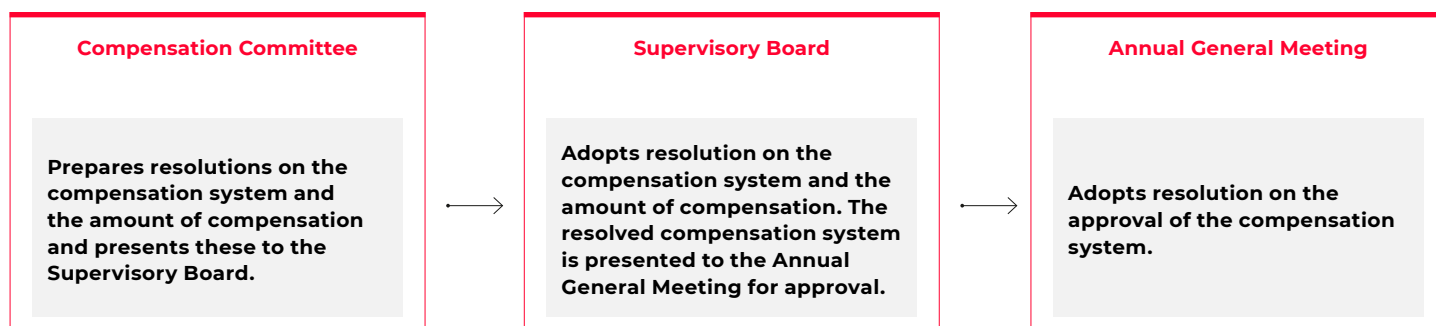 Compensation Committee
Prepares resolutions on the
compensation system and
the amount of compensation
and presents these to the
Supervisory Board.
Supervisory Board
Adopts resolution on the
compensation system and the
amount of compensation. The
resolved compensation system
is presented to the Annual
General Meeting for approval.
Annual General Meeting
Adopts resolution on the
approval of the compensation
system.